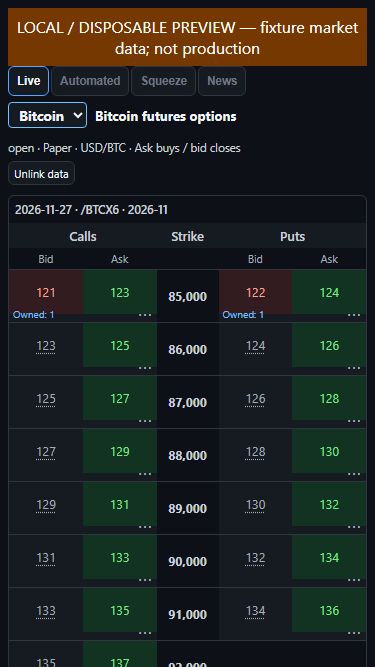 LOCAL / DISPOSABLE PREVIEW — fixture market
data; not production
Live Automated Squeeze News
Bitcoin Bitcoin futures options
open · Paper · USD/BTC · Ask buys / bid closes
Unlink data
2026-11-27 · /BTCX6 · 2026-11
Calls Strike Puts
Bid Ask Bid Ask
121 123 85,000 122 124
Owned: 1 ... Owned: 1 ...
123 125 86,000 124 126
... ...
125 127 87,000 126 128
... ...
127 129 88,000 128 130
... ...
129 131 89,000 130 132
... ...
131 133 90,000 132 134
... ...
133 135 91,000 134 136
... ...
135 137 92,000 136 138